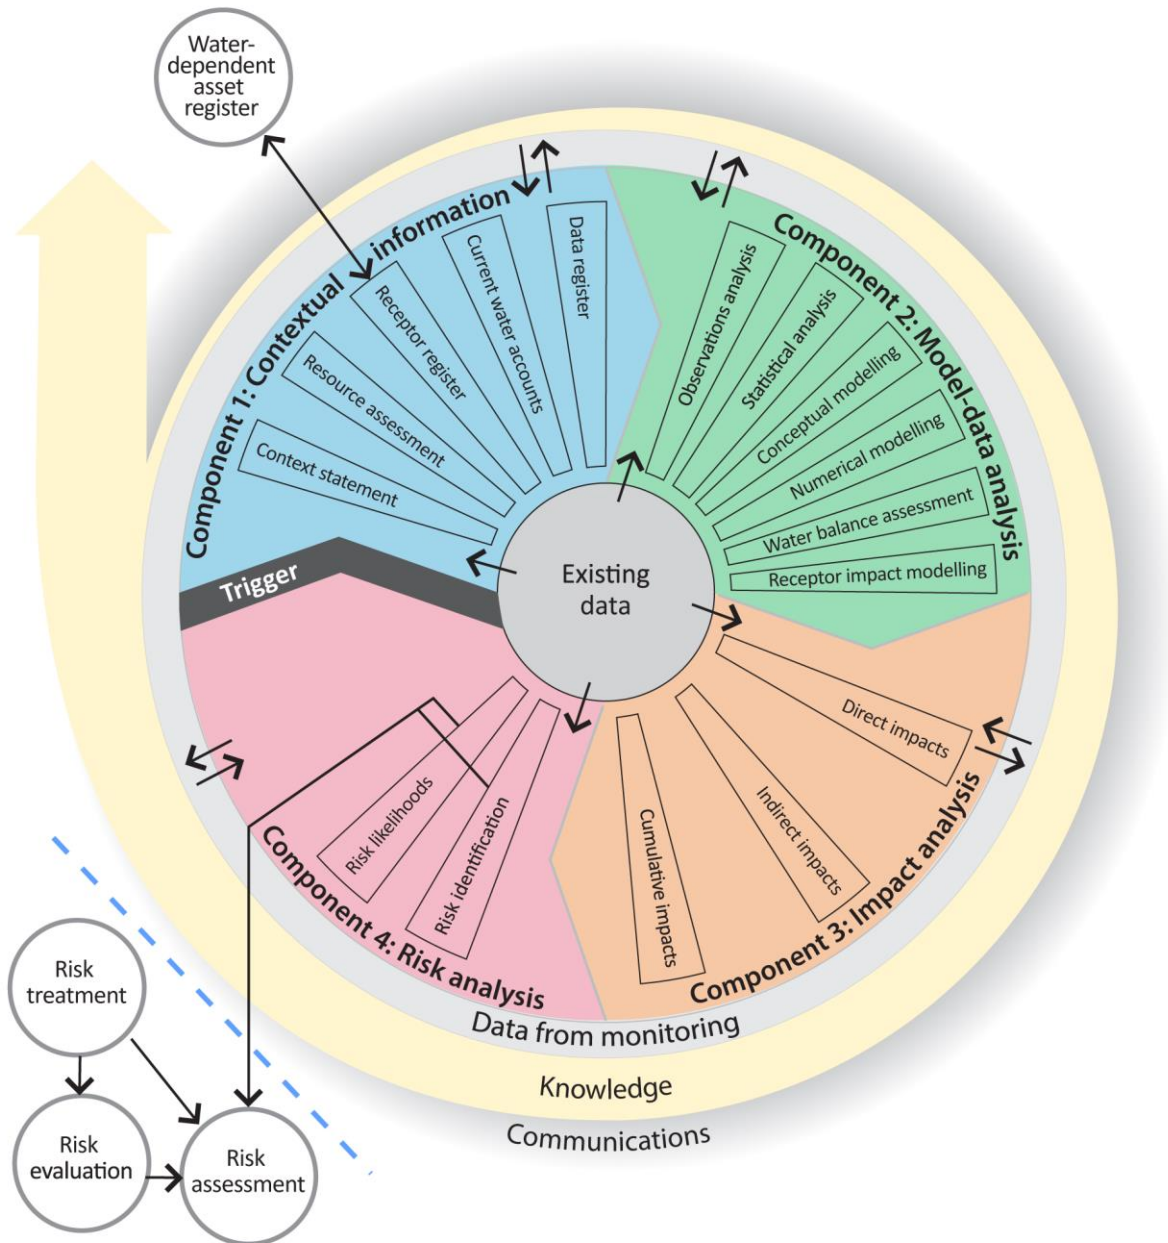 Water-
dependent
asset
register
Component 1: Contextual information
Context statement
Resource assessment
Receptor register
Current water accounts
Data register
Component 2: Model-data analysis
Observations analysis
Statistical analysis
Conceptual modelling
Numerical modelling
Water balance assessment
Receptor impact modelling
Existing
data
Trigger
Component 3: Impact analysis
Direct impacts
Indirect impacts
Cumulative impacts
Component 4: Risk analysis
Risk identification
Risk likelihoods
Data from monitoring
Knowledge
Communications
Risk
treatment
Risk
evaluation
Risk
assessment